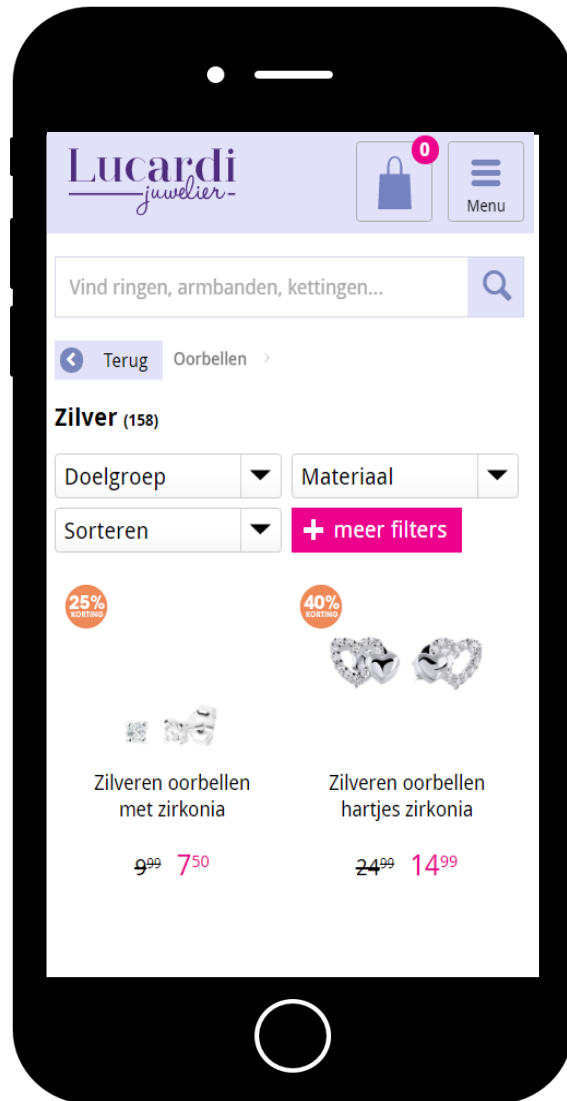 Lucardi
juwelier
0
Menu
Vind ringen, armbanden, kettingen...
Terug Oorbellen
Zilver (158)
Doelgroep Materiaal
Sorteren + meer filters
25%
KORTING
40%
KORTING
Zilveren oorbellen
met zirkonia
9⁹⁹ 7⁵⁰
Zilveren oorbellen
hartjes zirkonia
24⁹⁹ 14⁹⁹